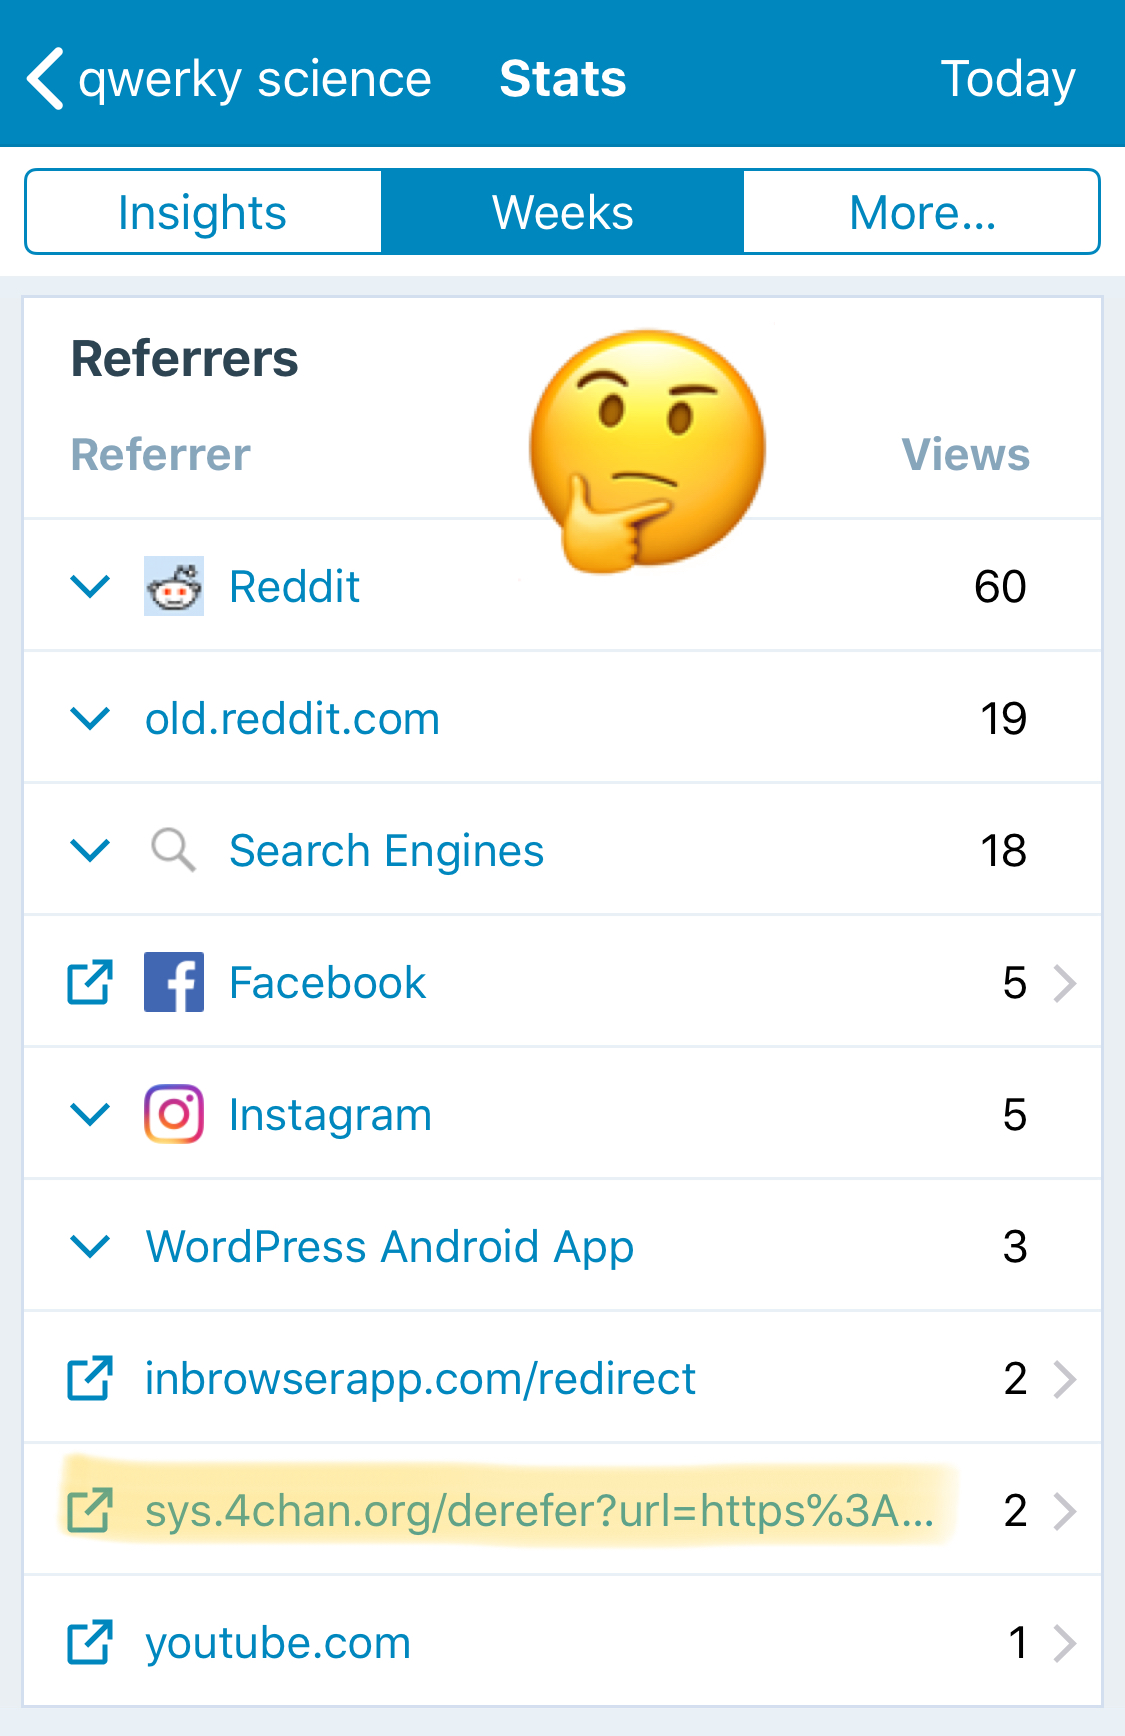 qwerky science Stats Today
Insights Weeks More...
Referrers
Referrer Views
Reddit 60
old.reddit.com 19
Search Engines 18
Facebook 5
Instagram 5
WordPress Android App 3
inbrowserapp.com/redirect 2
sys.4chan.org/derefer?url=https%3A... 2
youtube.com 1